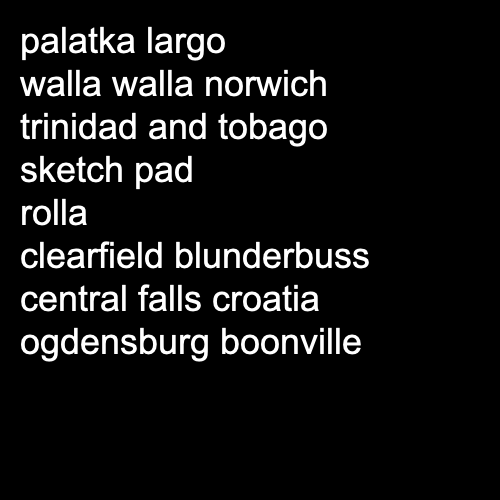 palatka largo
walla walla norwich
trinidad and tobago
sketch pad
rolla
clearfield blunderbuss
central falls croatia
ogdensburg boonville